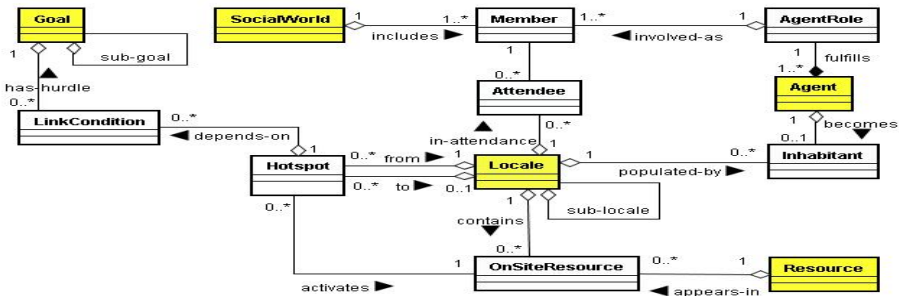 Goal
SocialWorld
1
1..*
Member
1..*
1
AgentRole
includes
involved-as
1
sub-goal
1
1
fulfills
has-hurdle
0..*
1..*
Agent
0..*
LinkCondition
0..*
Attendee
1
becomes
depends-on
in-attendance
0..*
0..1
1
Hotspot
0..*
from
1
Locale
1
0..*
Inhabitant
0..*
to
0..1
populated-by
0..*
1
sub-locale
contains
0..*
activates
1
OnSiteResource
0..*
1
Resource
appears-in